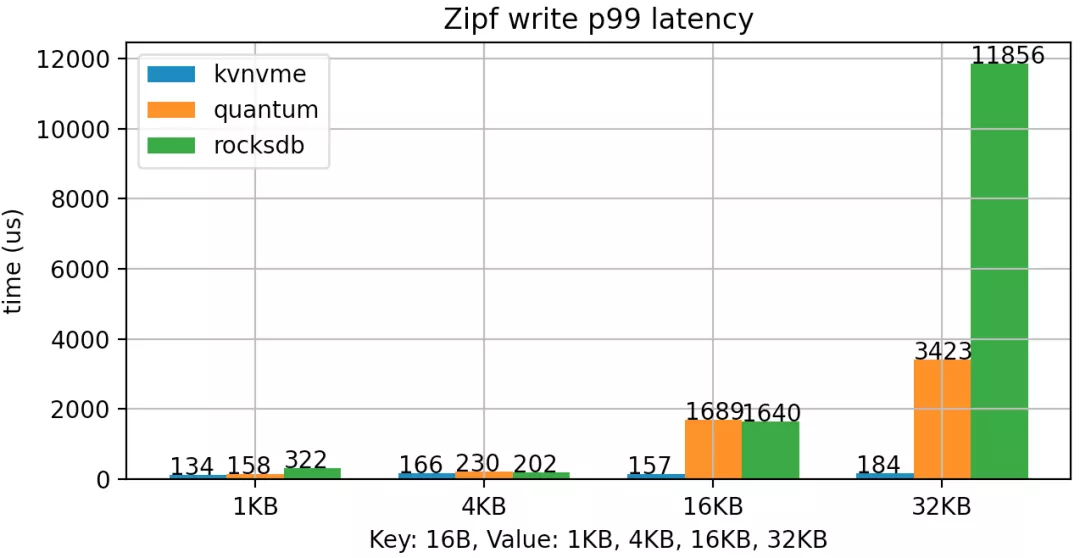 Zipf write p99 latency
kvnvme
quantum
rocksdb
time (us)
12000
10000
8000
6000
4000
2000
0
134 158 322
166 230 202
157 1689 1640
184 3423 11856
1KB 4KB 16KB 32KB
Key: 16B, Value: 1KB, 4KB, 16KB, 32KB